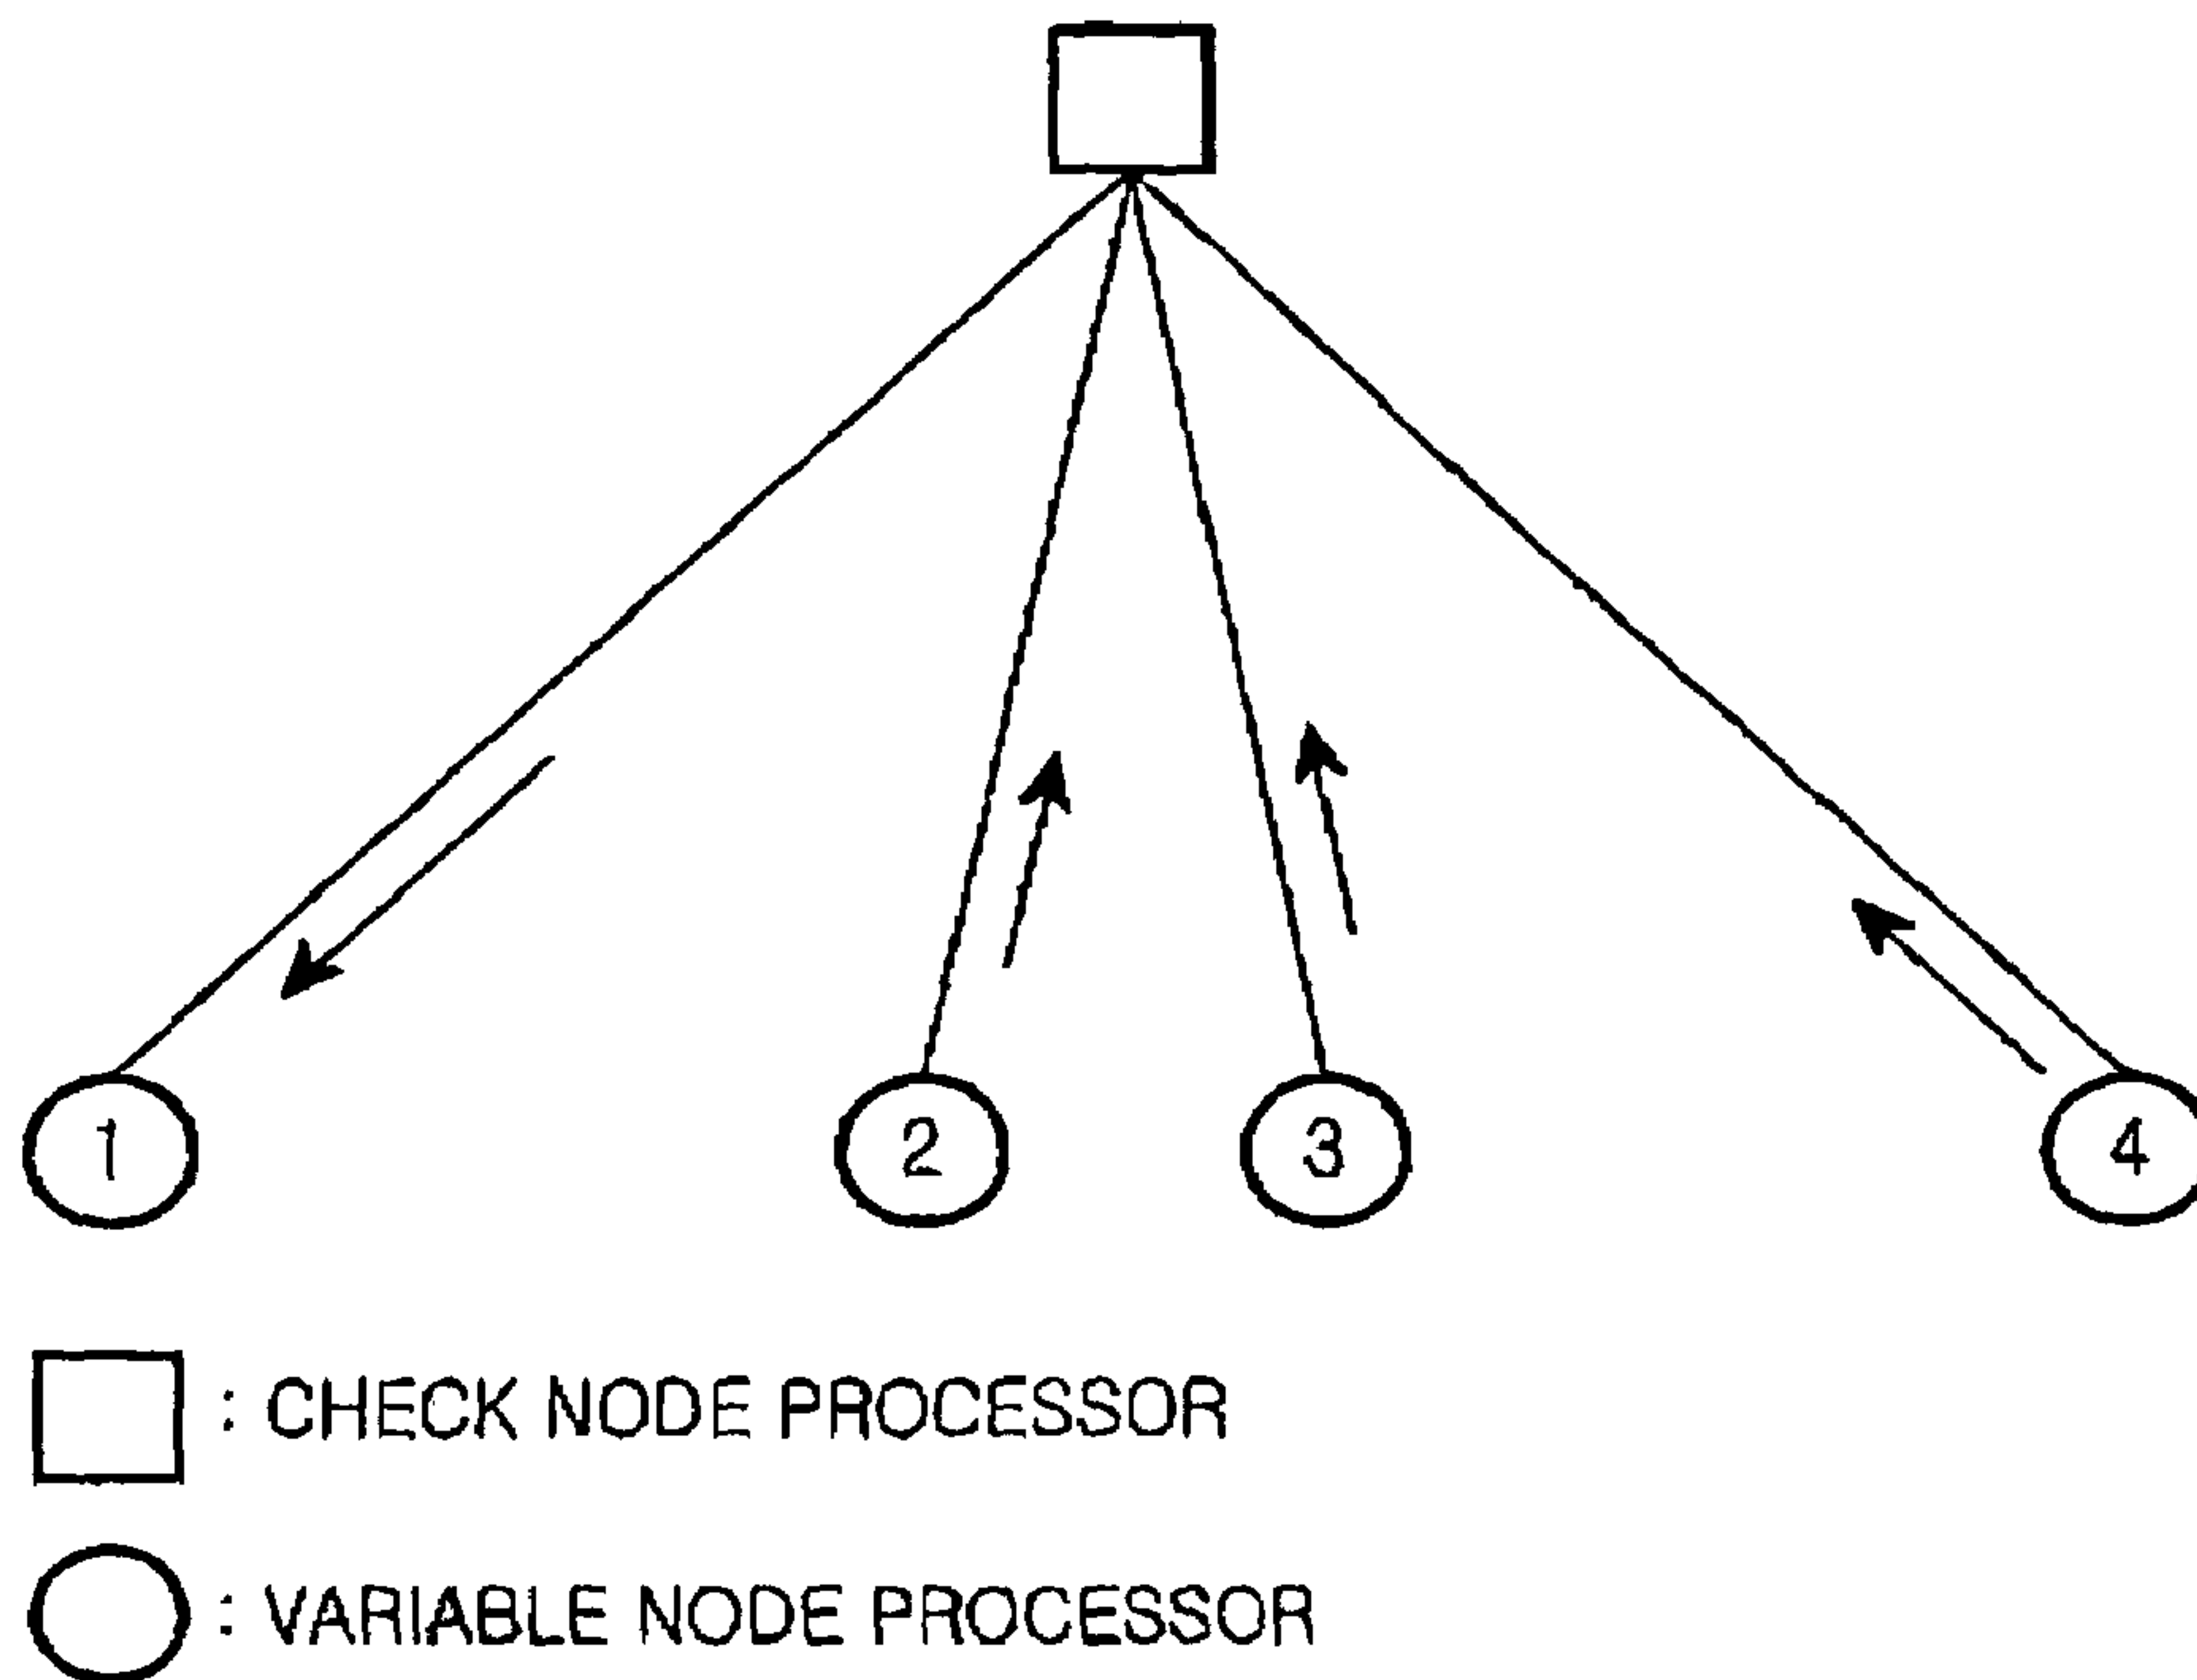 1 2 3 4
: CHECK NODE PROCESSOR
: VARIABLE NODE PROCESSOR